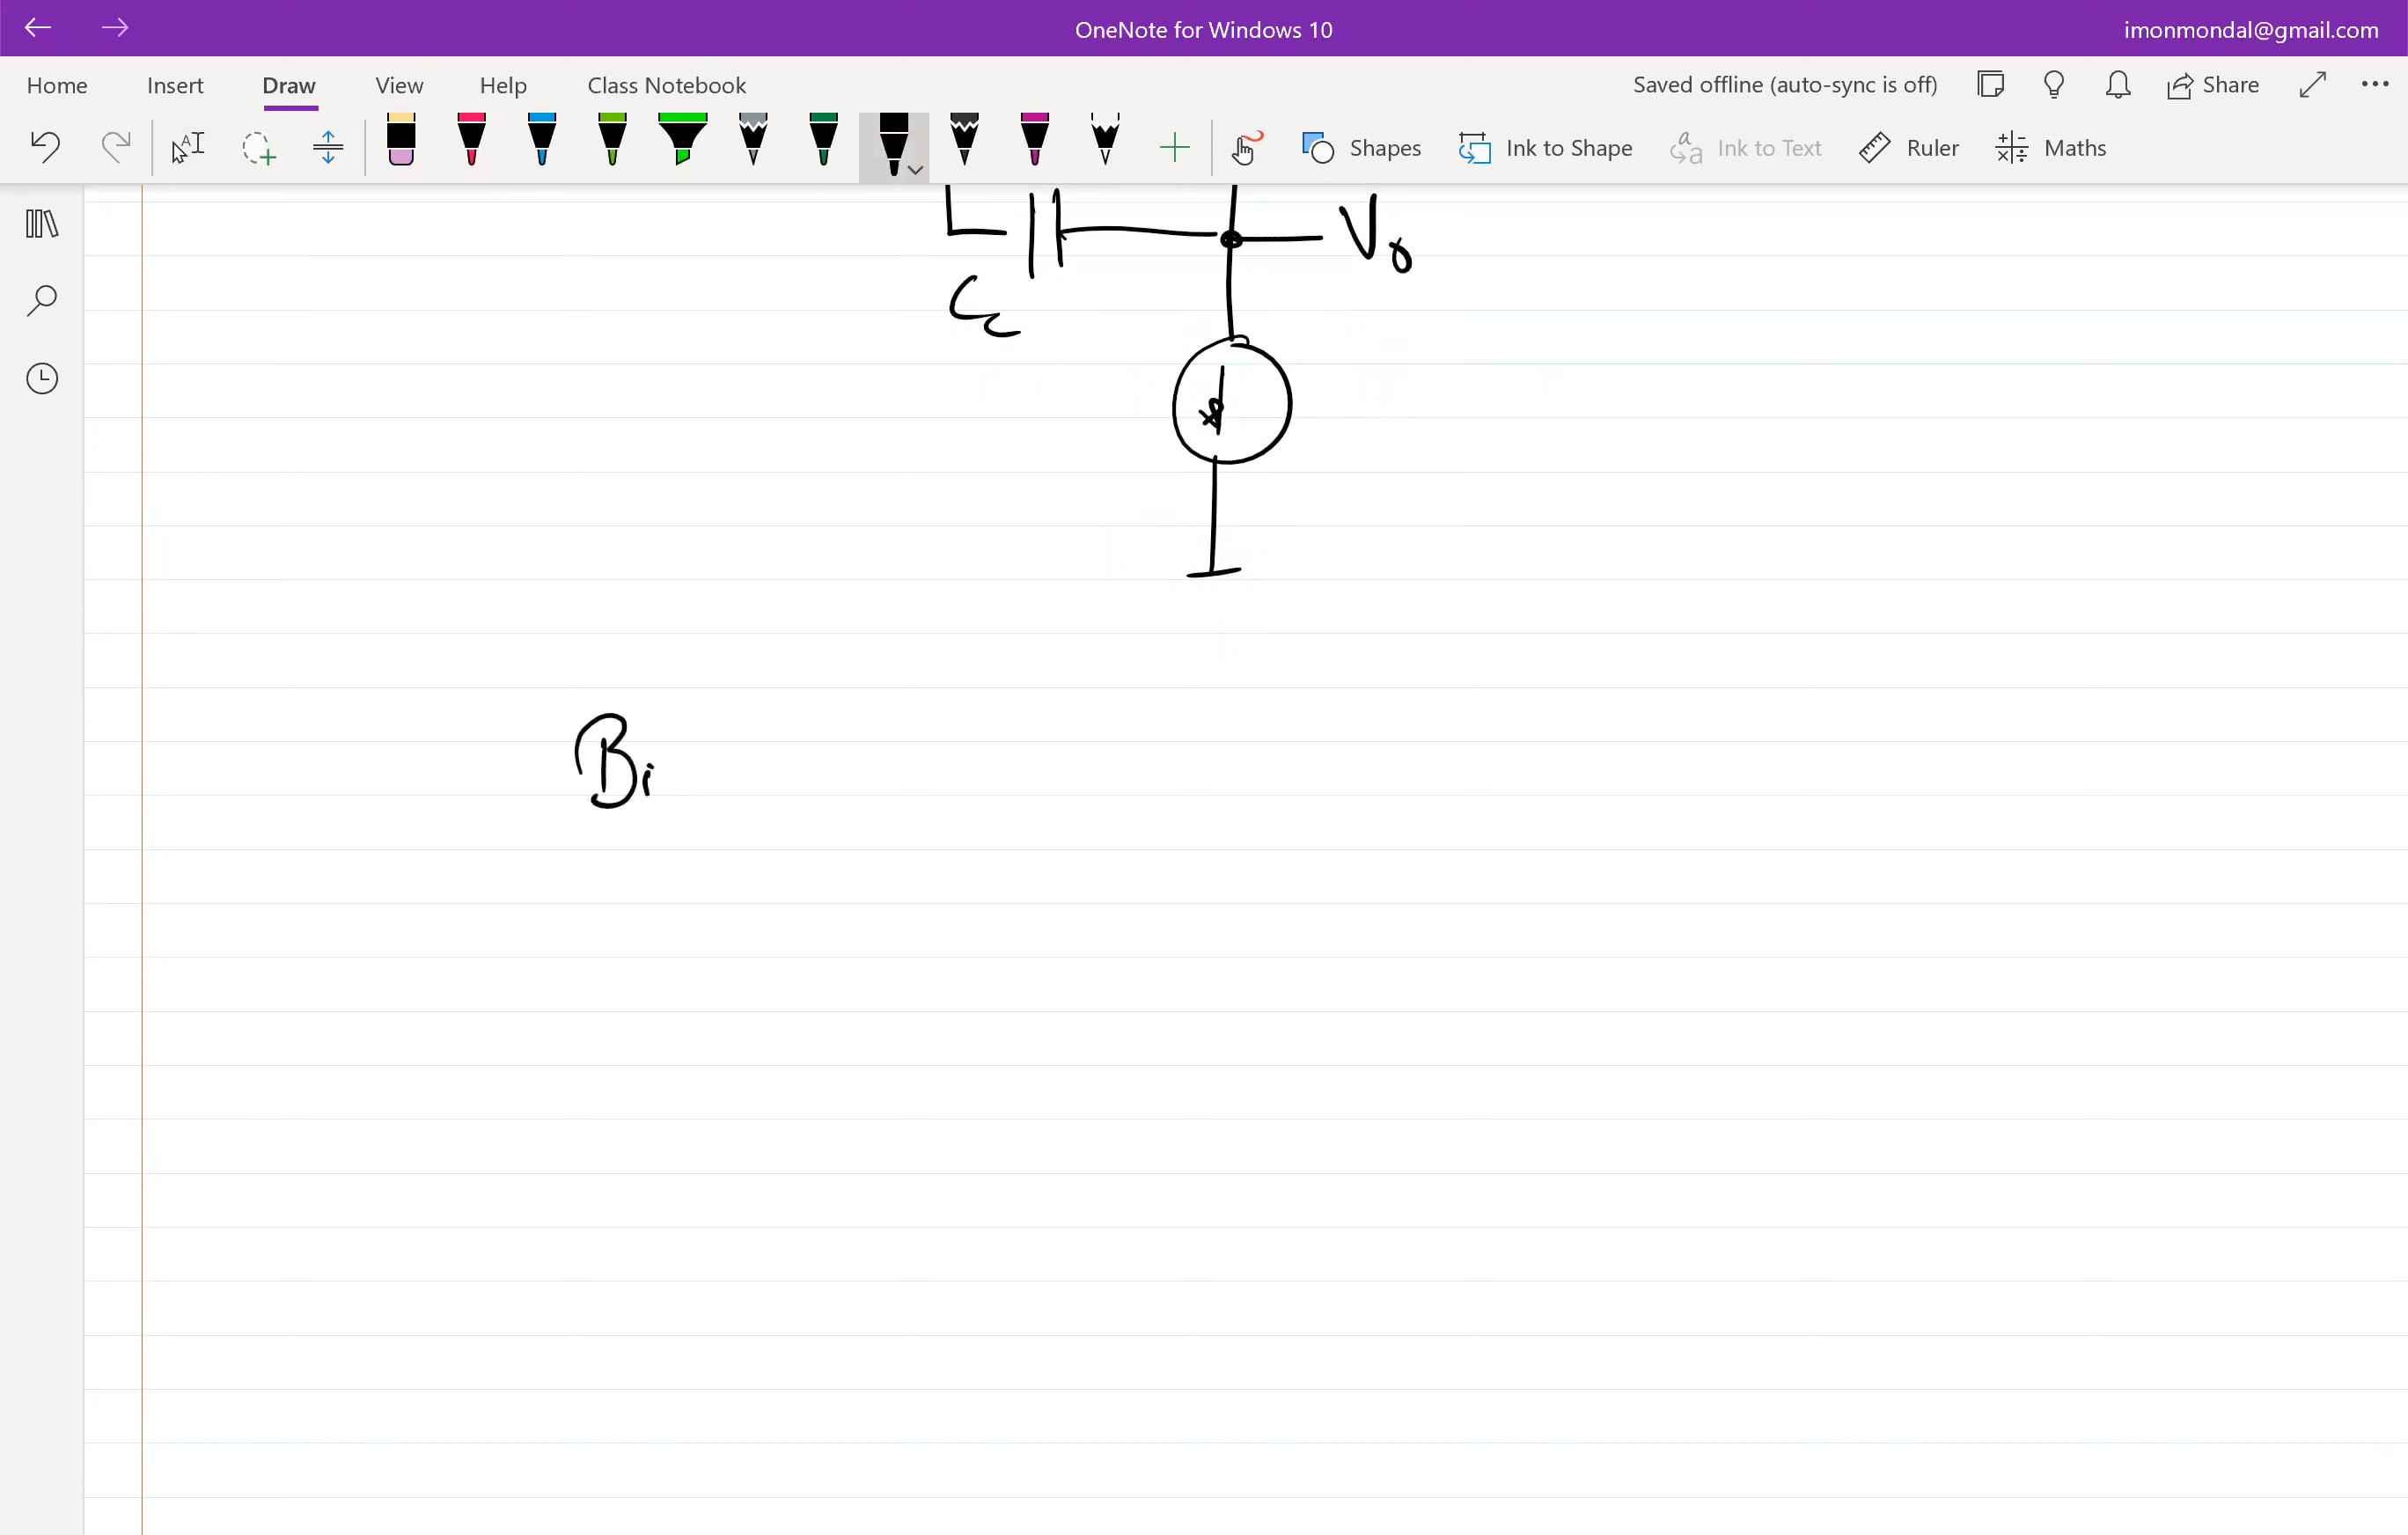 OneNote for Windows 10
imonmondal@gmail.com
Home Insert Draw View Help Class Notebook
Saved offline (auto-sync is off) Share
Shapes Ink to Shape Ink to Text Ruler Maths
Vo
Cc
Bi